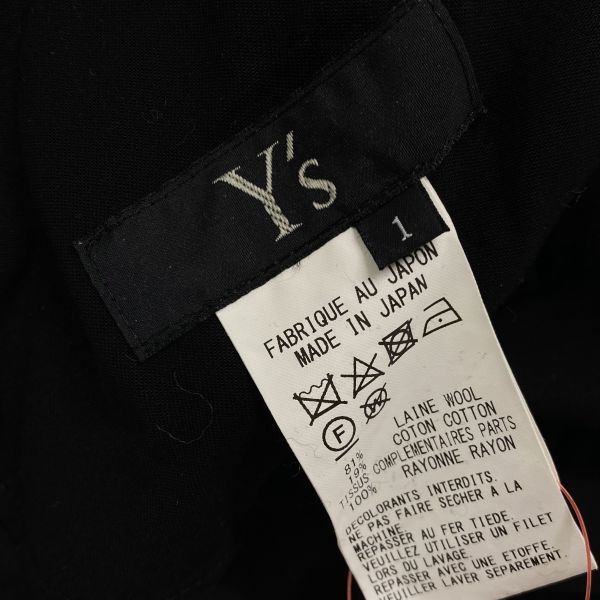 Y's
1
FABRIQUE AU JAPON
MADE IN JAPAN
F
81% LAINE WOOL
19% COTON COTTON
TISSUS COMPLEMENTAIRES PARTS
100% RAYONNE RAYON
DECOLORANTS INTERDITS.
NE PAS FAIRE SECHER A LA
MACHINE.
REPASSER AU FER TIEDE.
VEUILLEZ UTILISER UN FILET
LORS DU LAVAGE.
REPASSER AVEC UNE ETOFFE.
VEUILLER LAVER SEPAREMENT.